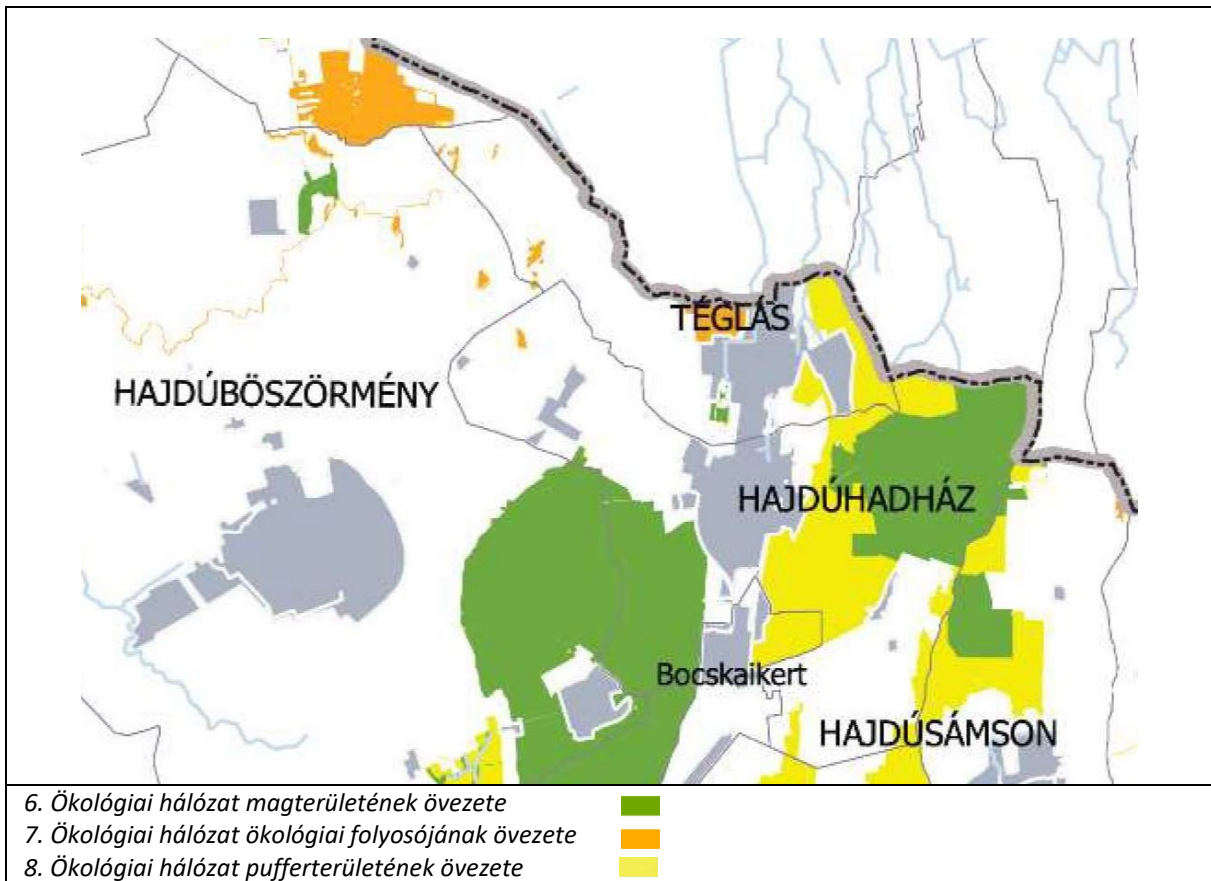 TÉGLÁS
HAJDÚBÖSZÖRMÉNY
HAJDÚHADHÁZ
Bocskaikert
HAJDÚSÁMSON
6. Ökológiai hálózat magterületének övezete
7. Ökológiai hálózat ökológiai folyosójának övezete
8. Ökológiai hálózat pufferterületének övezete